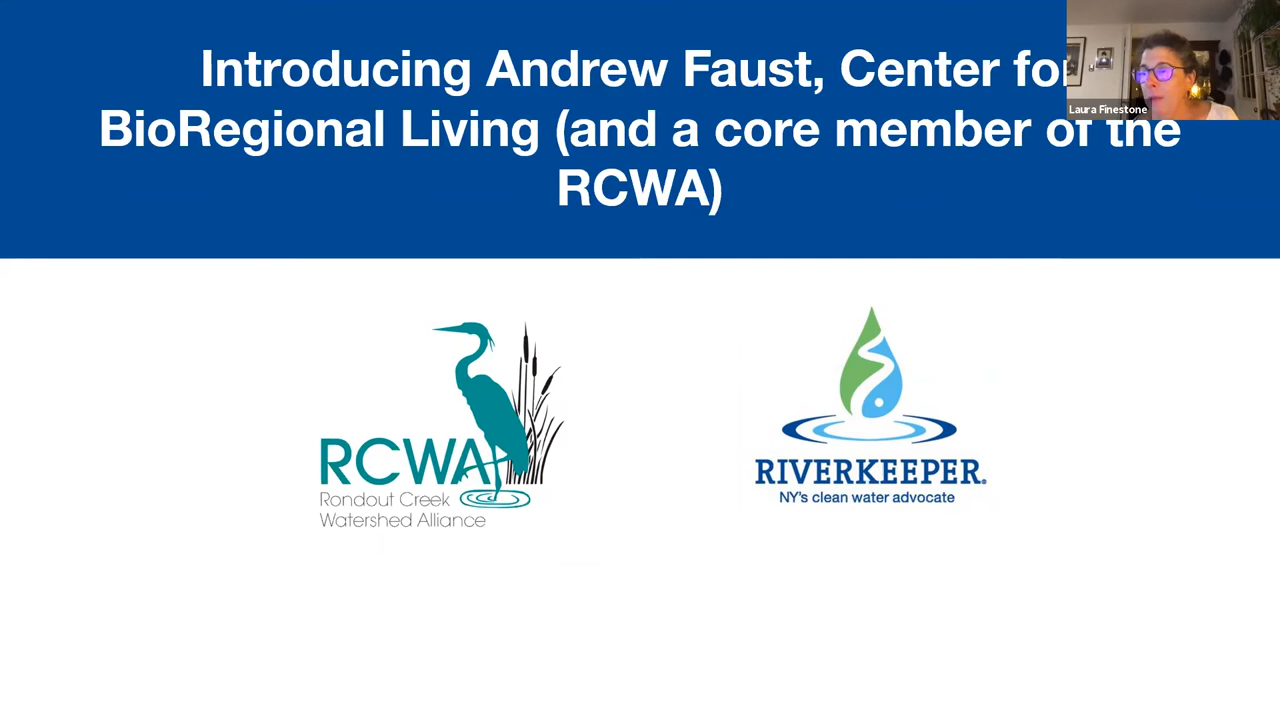 Introducing Andrew Faust, Center for
BioRegional Living (and a core member of the
RCWA)
Laura Finestone
RCWA
Rondout Creek
Watershed Alliance
RIVERKEEPER.
NY's clean water advocate